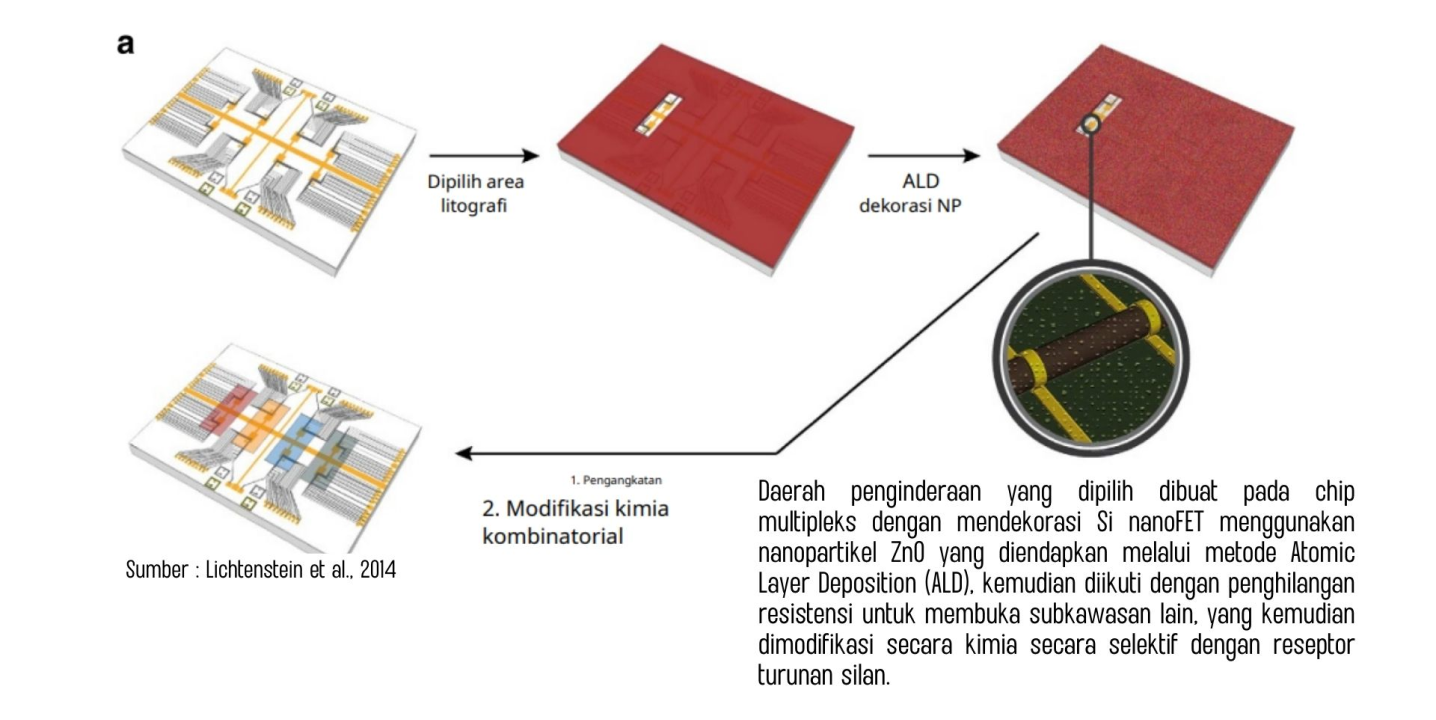 a
Dipilih area
litografi
ALD
dekorasi NP
1. Pengangkatan
2. Modifikasi kimia
kombinatorial
Sumber : Lichtenstein et al., 2014
Daerah penginderaan yang dipilih dibuat pada chip
multipleks dengan mendekorasi Si nanoFET menggunakan
nanopartikel ZnO yang diendapkan melalui metode Atomic
Layer Deposition (ALD), kemudian diikuti dengan penghilangan
resistensi untuk membuka subkawasan lain, yang kemudian
dimodifikasi secara kimia secara selektif dengan reseptor
turunan silan.